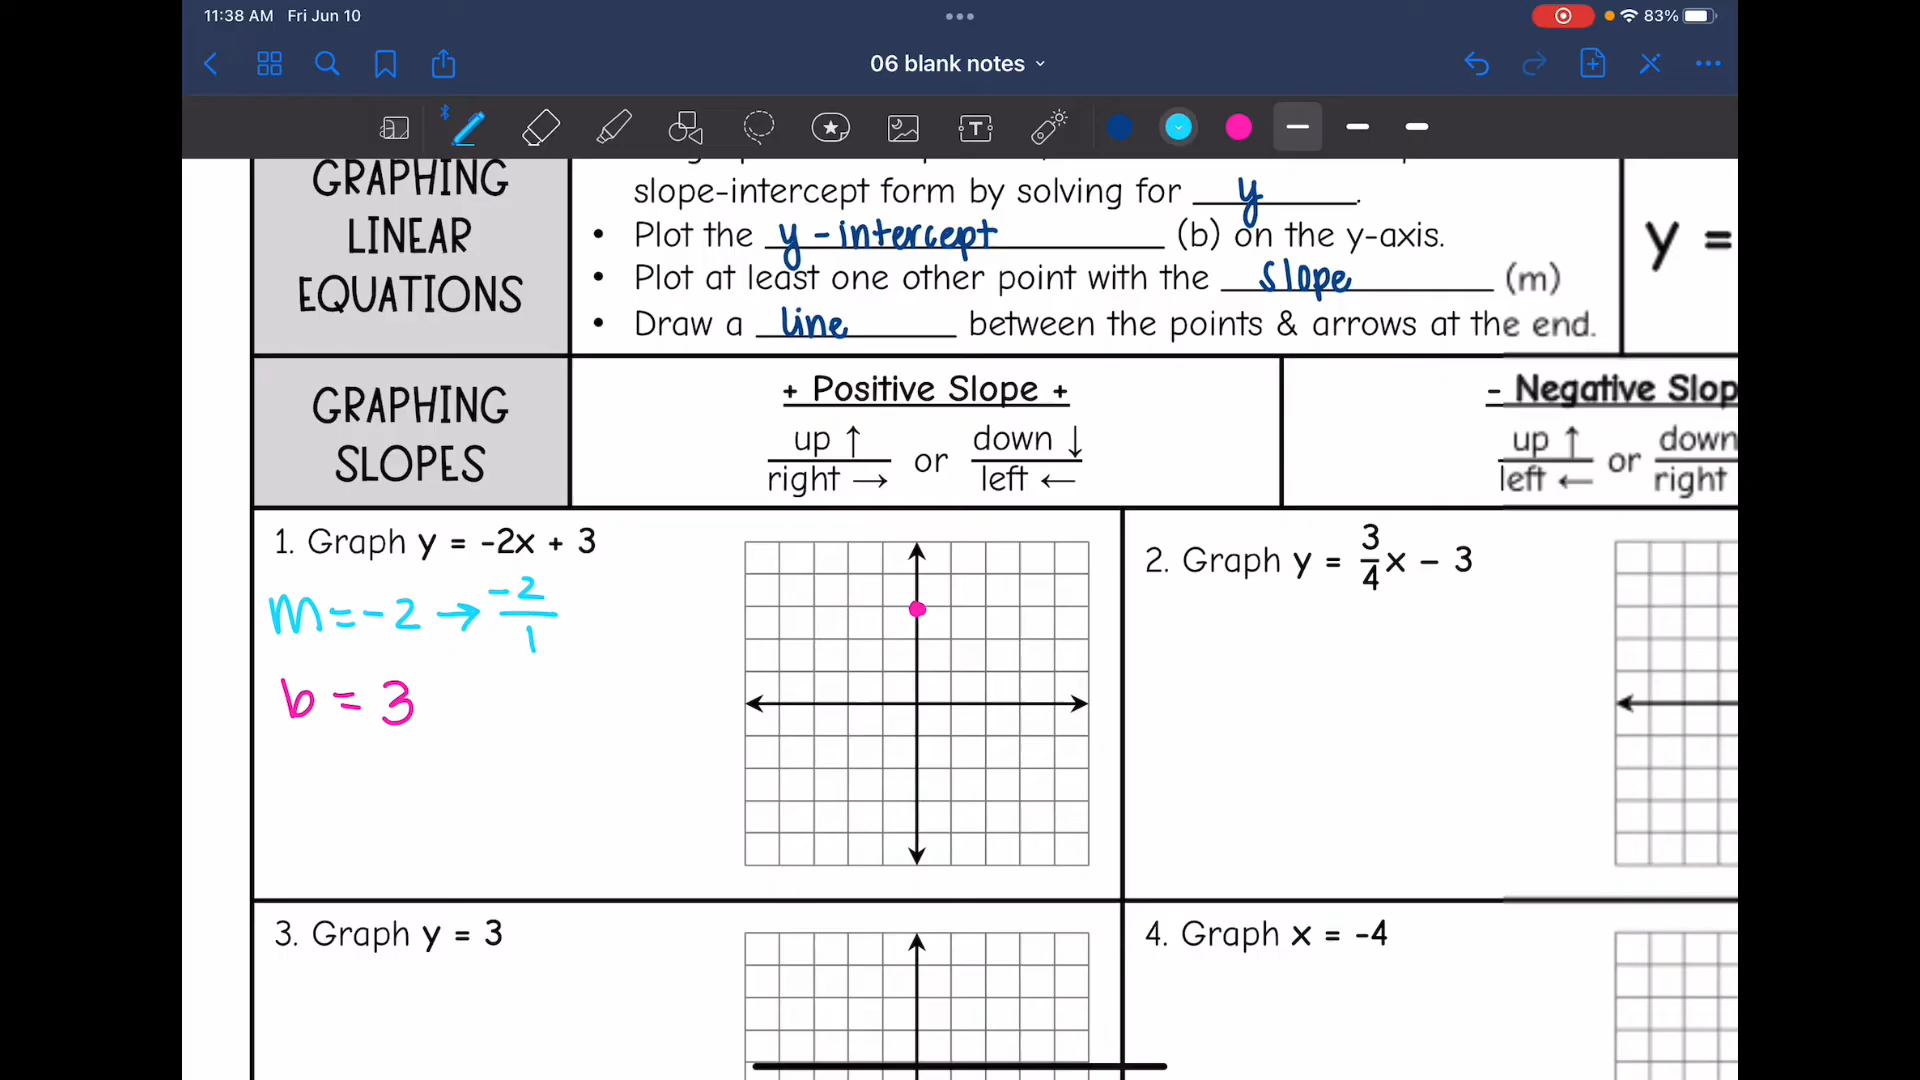 11:38 AM Fri Jun 10
83%
06 blank notes
T
GRAPHING
LINEAR
EQUATIONS
slope-intercept form by solving for y.
• Plot the y-intercept (b) on the y-axis.
• Plot at least one other point with the slope (m)
• Draw a line between the points & arrows at the end.
y =
GRAPHING
SLOPES
+ Positive Slope +
up ↑ or down ↓
right → left ←
- Negative Slop
up ↑ or down
left ← right
1. Graph y = -2x + 3
m = -2 → -2/1
b = 3
2. Graph y = 3/4x – 3
3. Graph y = 3
4. Graph x = -4